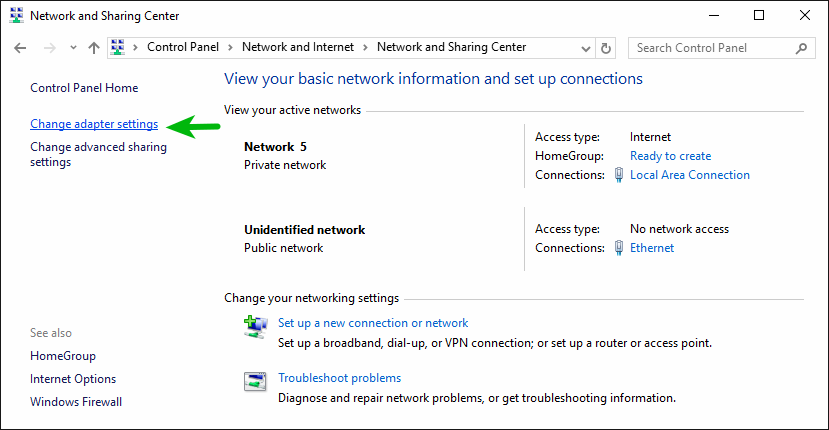 Network and Sharing Center
Control Panel > Network and Internet > Network and Sharing Center
Search Control Panel
Control Panel Home
Change adapter settings
Change advanced sharing
settings
View your basic network information and set up connections
View your active networks
Network 5
Private network
Access type: Internet
HomeGroup: Ready to create
Connections: Local Area Connection
Unidentified network
Public network
Access type: No network access
Connections: Ethernet
Change your networking settings
Set up a new connection or network
Set up a broadband, dial-up, or VPN connection; or set up a router or access point.
Troubleshoot problems
Diagnose and repair network problems, or get troubleshooting information.
See also
HomeGroup
Internet Options
Windows Firewall